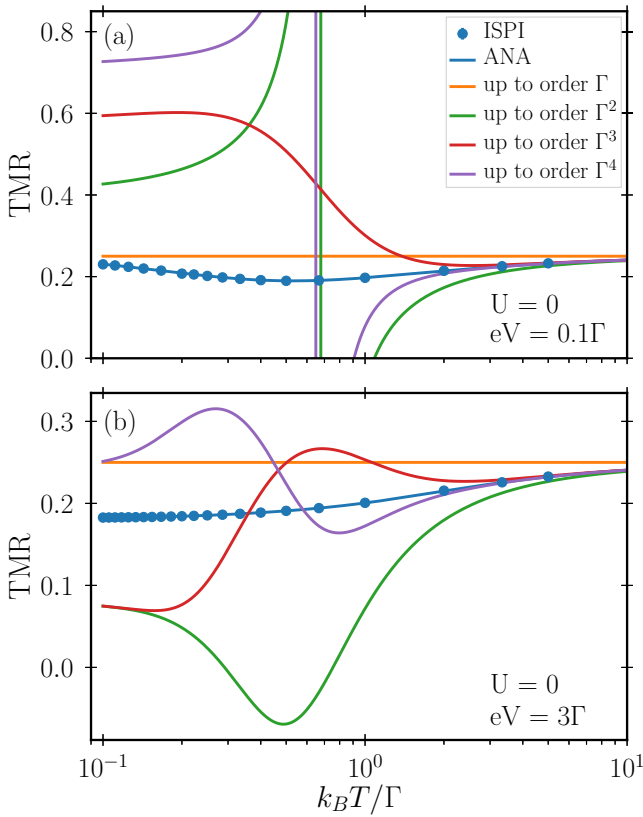 (a)
ISPI
ANA
up to order Γ
up to order Γ²
up to order Γ³
up to order Γ⁴
0.8
0.6
0.4
0.2
0.0
TMR
U = 0
eV = 0.1Γ
(b)
0.3
0.2
0.1
0.0
TMR
U = 0
eV = 3Γ
10⁻¹
10⁰
10¹
k_BT/Γ